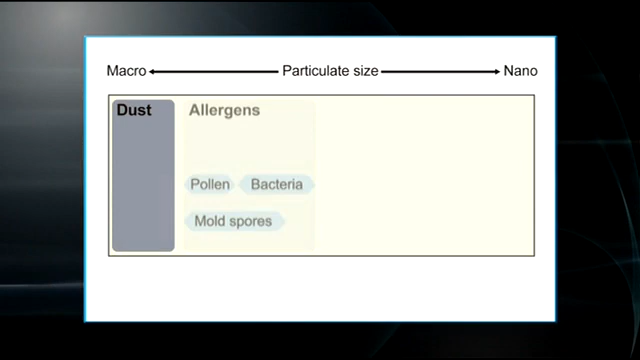 Macro Particulate size Nano
Dust Allergens
Pollen Bacteria
Mold spores